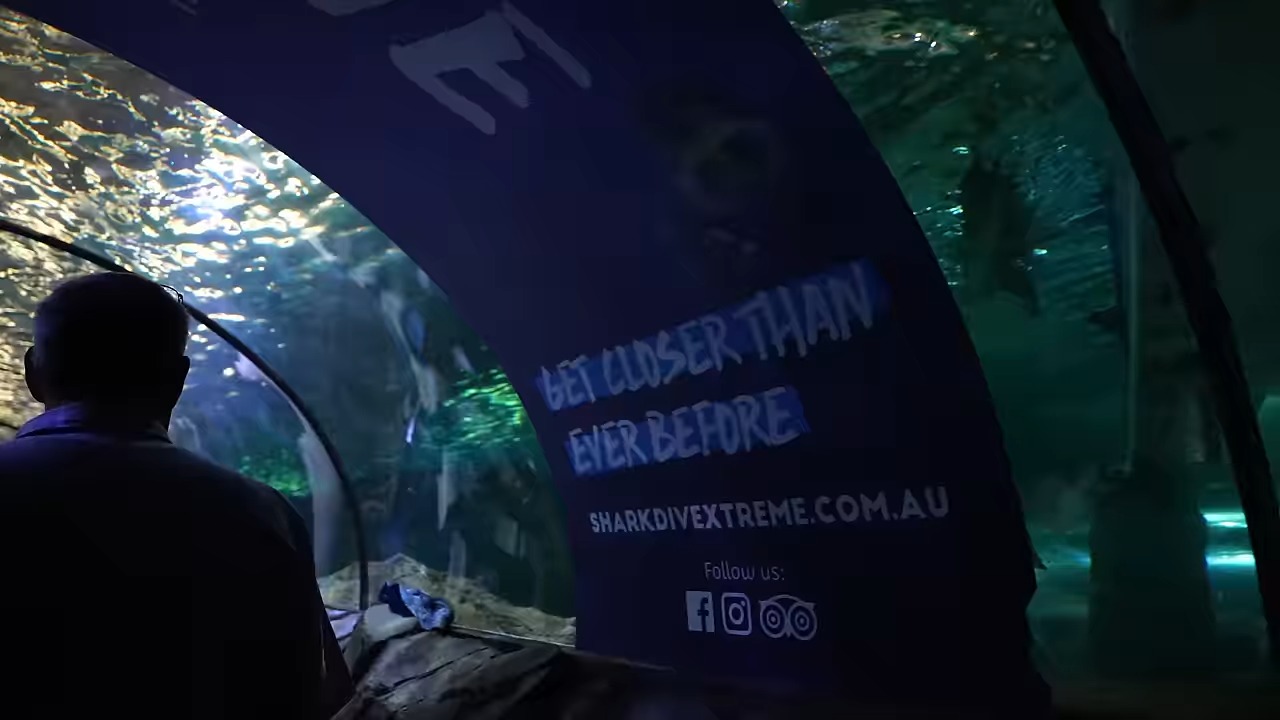 GET CLOSER THAN
EVER BEFORE
SHARKDIVEXTREME.COM.AU
Follow us: